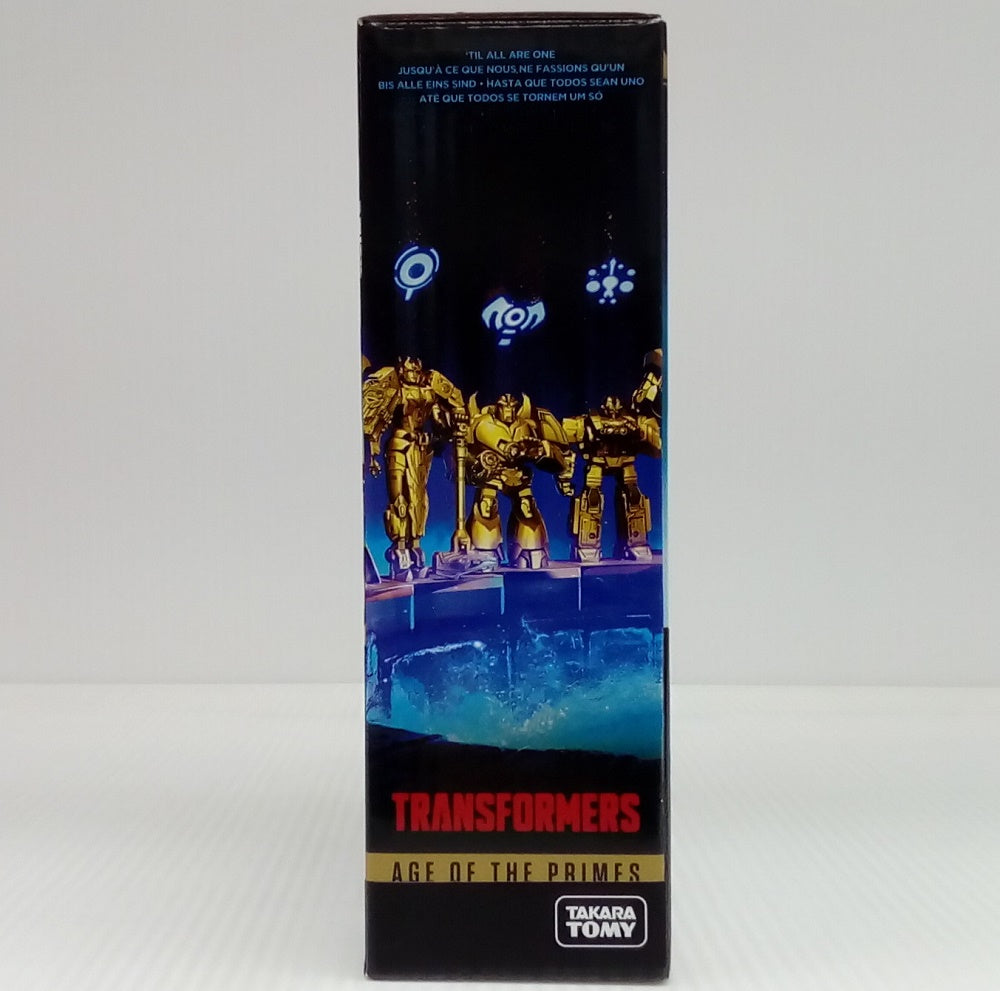 'TIL ALL ARE ONE
JUSQU'À CE QUE NOUS NE FASSIONS QU'UN
BIS ALLE EINS SIND • HASTA QUE TODOS SEAN UNO
ATÉ QUE TODOS SE TORNEM UM SÓ
TRANSFORMERS
AGE OF THE PRIMES
TAKARA
TOMY